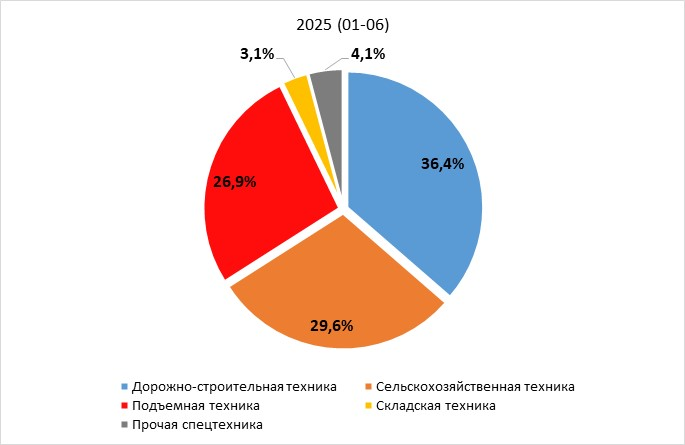 2025 (01-06)
3,1%
4,1%
36,4%
26,9%
29,6%
Дорожно-строительная техника
Сельскохозяйственная техника
Подъемная техника
Складская техника
Прочая спецтехника